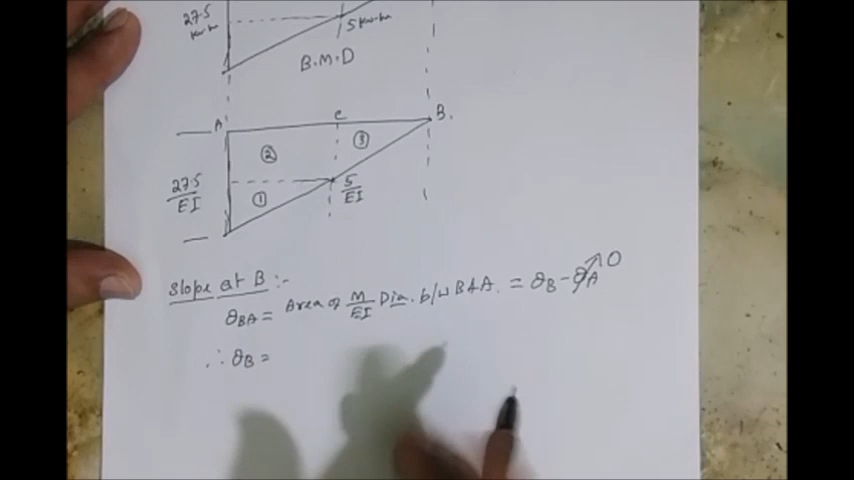 27.5
kN-m
5 kN-m
B.M.D
A
C
B.
②
③
27.5
EI
①
5
EI
Slope at B :-
θBA = Area of M/EI Dia. b/w B & A. = θB - θA 0
∴ θB =